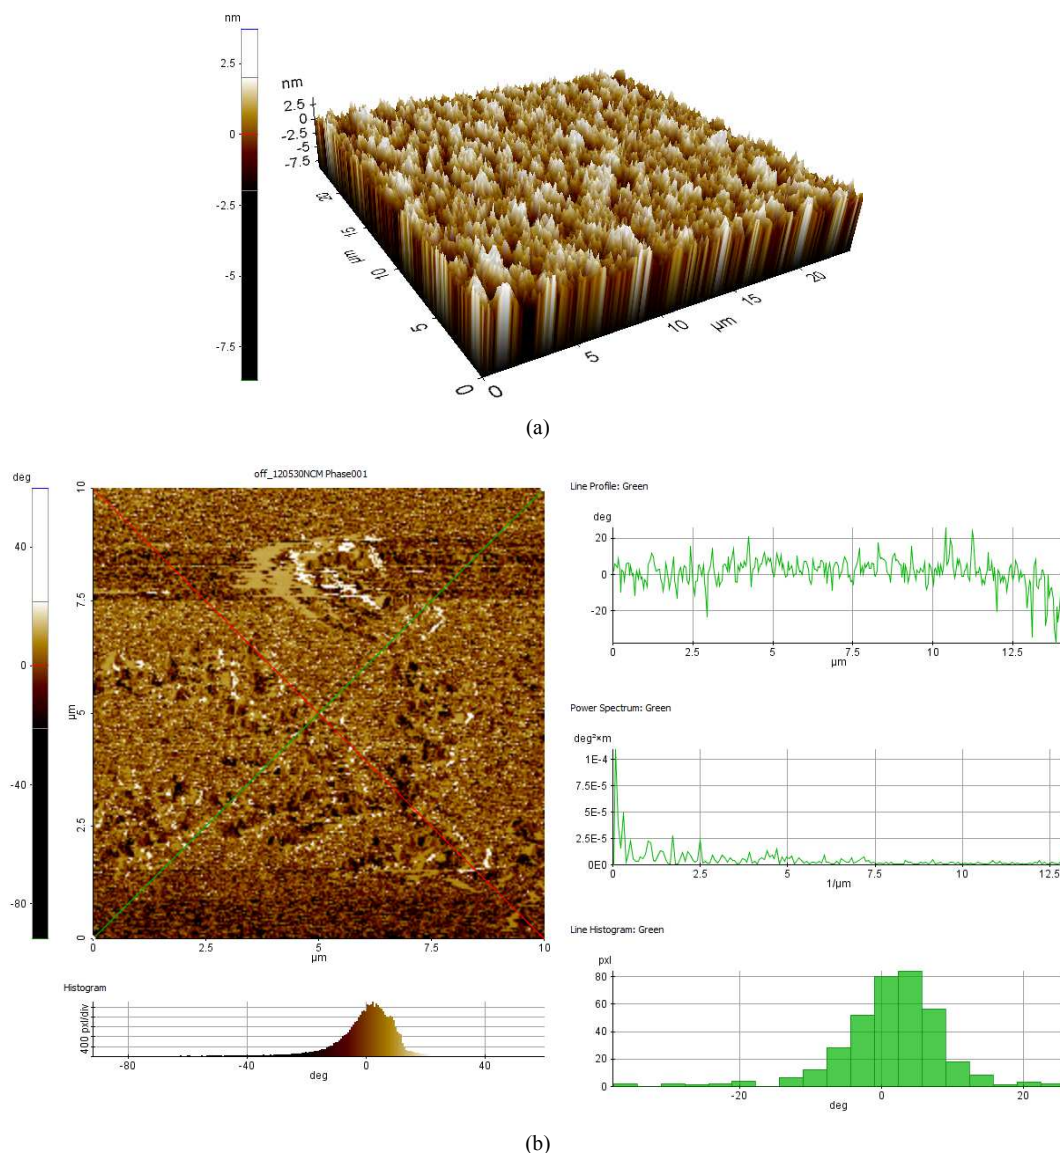 nm
2.5
0
-2.5
-5
-7.5
nm
2.5
0
-2.5
-5
-7.5
20
15
µm
10
5
0
0
5
10
15
µm
20
(a)
deg
40
0
-40
-80
off_120530NCM Phase001
10
7.5
µm
5
2.5
0
0
2.5
5
7.5
10
µm
Histogram
400 pxl/div
-80
-40
0
40
deg
Line Profile: Green
deg
20
0
-20
0
2.5
5
7.5
10
12.5
µm
Power Spectrum: Green
deg²×m
1E-4
7.5E-5
5E-5
2.5E-5
0E0
0
2.5
5
7.5
10
12.5
1/µm
Line Histogram: Green
pxl
80
60
40
20
0
-20
0
20
deg
(b)